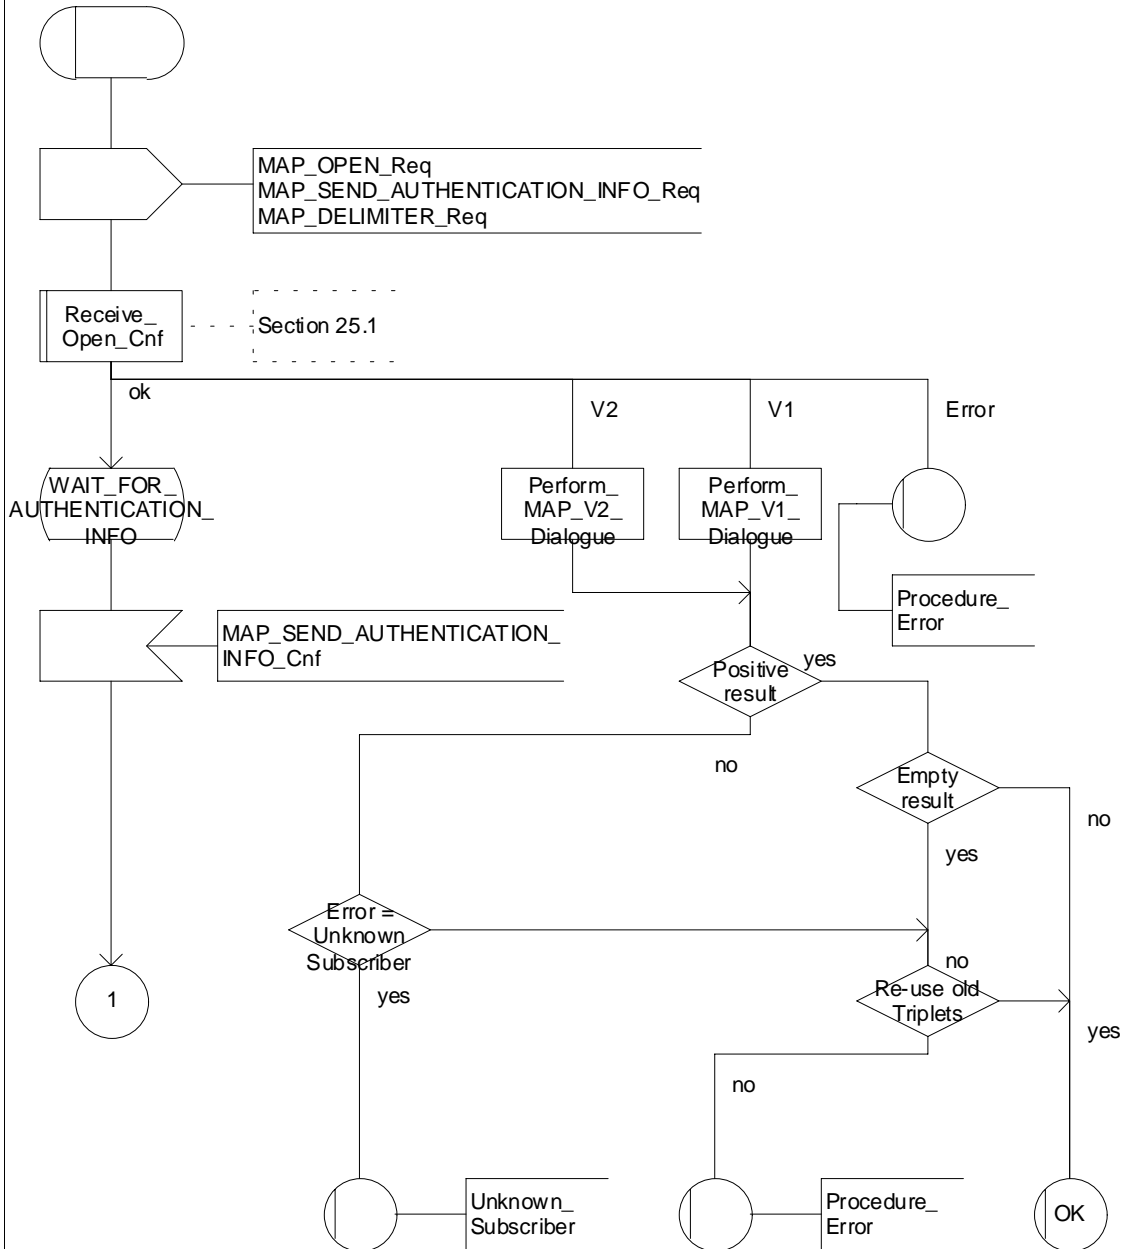 MAP_OPEN_Req
MAP_SEND_AUTHENTICATION_INFO_Req
MAP_DELIMITER_Req
Receive_
Open_Cnf
Section 25.1
ok
V2
V1
Error
WAIT_FOR_
AUTHENTICATION_
INFO
Perform_
MAP_V2_
Dialogue
Perform_
MAP_V1_
Dialogue
Procedure_
Error
MAP_SEND_AUTHENTICATION_
INFO_Cnf
Positive
result
yes
no
Empty
result
no
yes
Error =
Unknown
Subscriber
no
yes
1
Re-use old
Triplets
yes
no
Unknown_
Subscriber
Procedure_
Error
OK